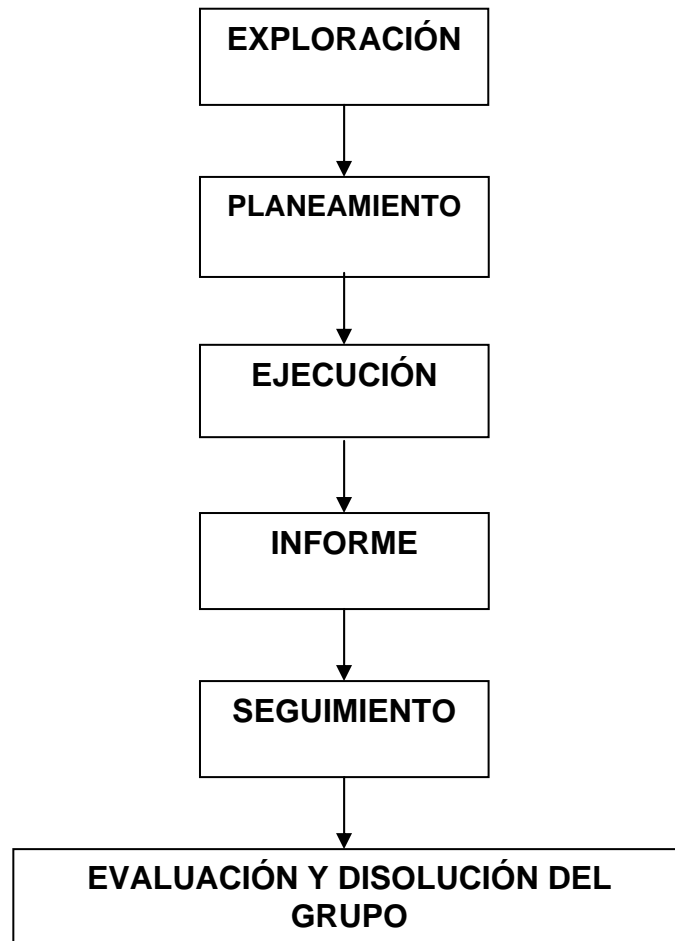 EXPLORACIÓN
PLANEAMIENTO
EJECUCIÓN
INFORME
SEGUIMIENTO
EVALUACIÓN Y DISOLUCIÓN DEL
GRUPO